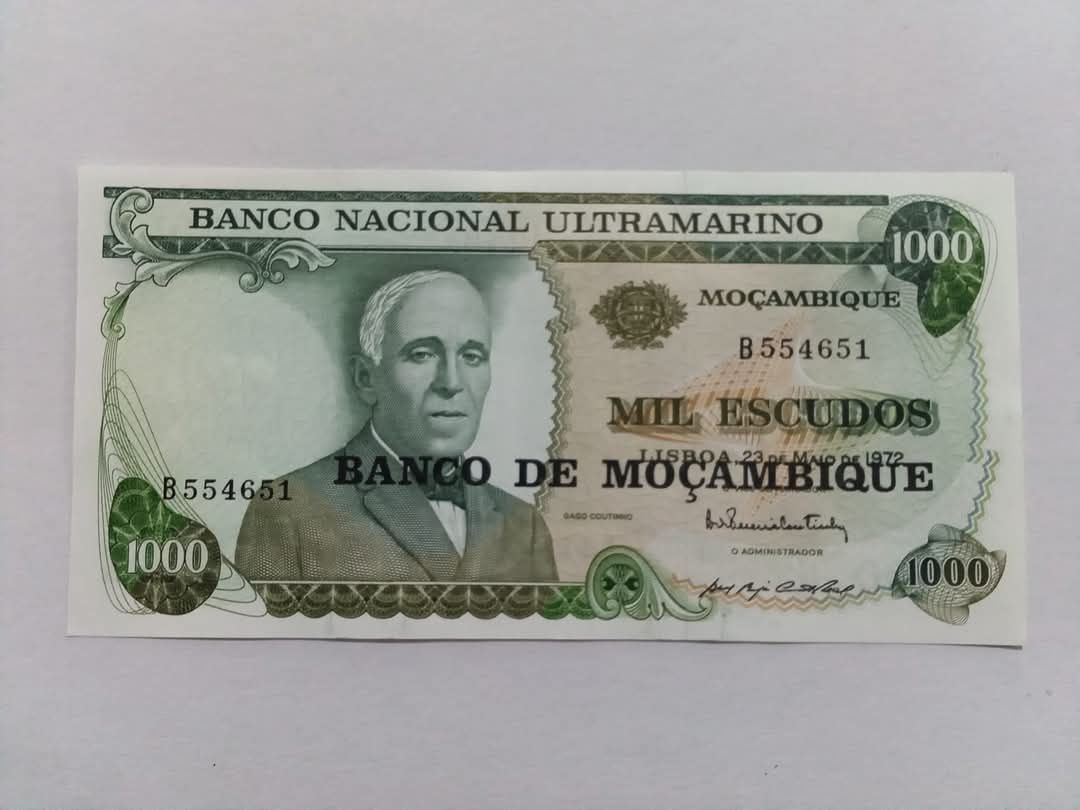 BANCO NACIONAL ULTRAMARINO
1000
MOÇAMBIQUE
B554651
MIL ESCUDOS
LISBOA, 23 DE MAIO DE 1972
BANCO DE MOÇAMBIQUE
B554651
GAGO COUTINHO
O ADMINISTRADOR
1000
1000